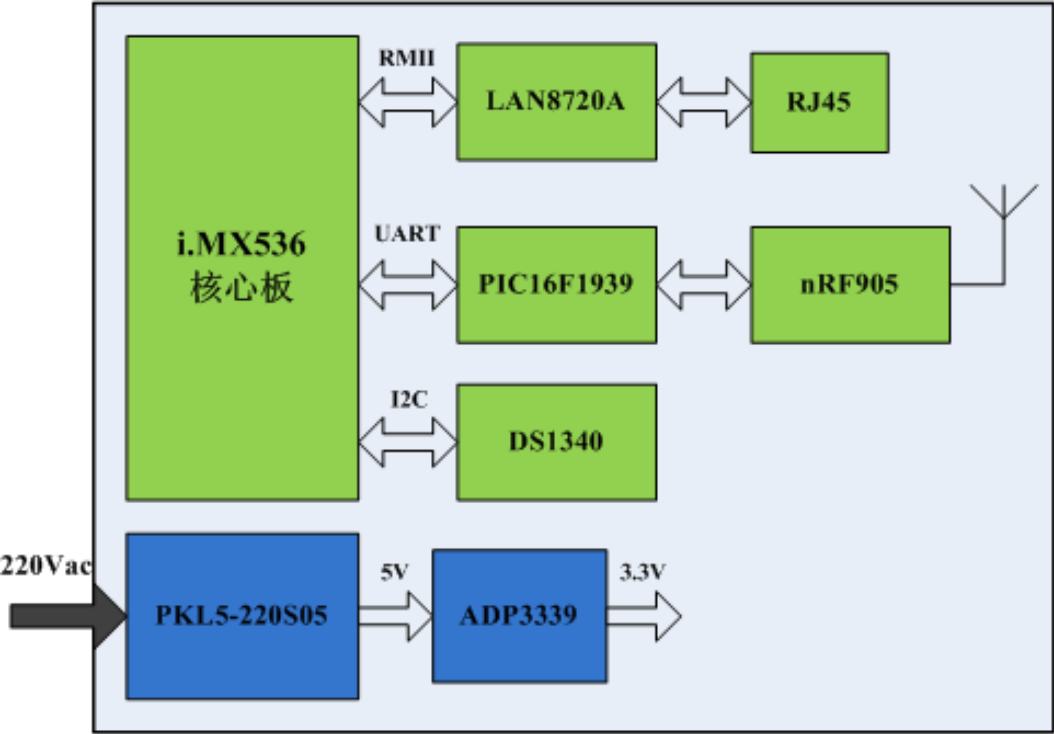 RMII
LAN8720A
RJ45
i.MX536
核心板
UART
PIC16F1939
nRF905
I2C
DS1340
220Vac
PKL5-220S05
5V
ADP3339
3.3V